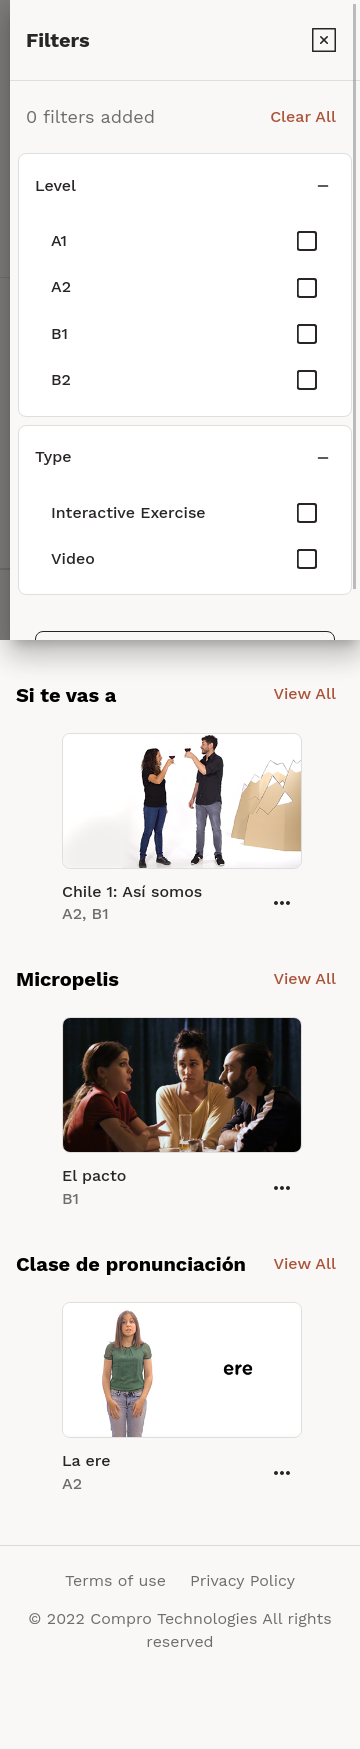 Filters
0 filters added
Clear All
Level
A1
A2
B1
B2
Type
Interactive Exercise
Video
Si te vas a
View All
Chile 1: Así somos
A2, B1
Micropelis
View All
El pacto
B1
Clase de pronunciación
View All
ere
La ere
A2
Terms of use
Privacy Policy
© 2022 Compro Technologies All rights
reserved